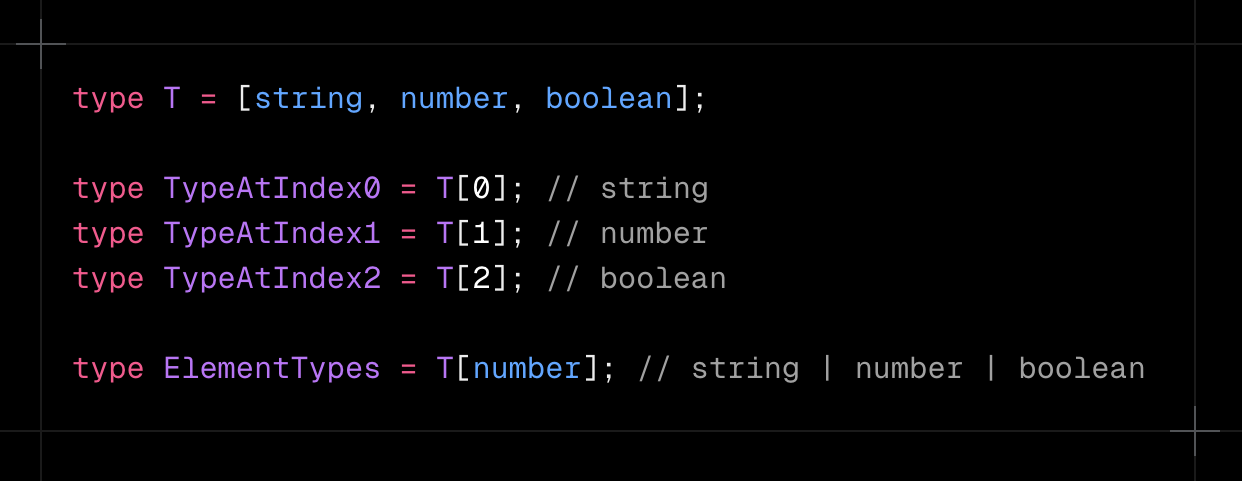 type T = [string, number, boolean];
type TypeAtIndex0 = T[0]; // string
type TypeAtIndex1 = T[1]; // number
type TypeAtIndex2 = T[2]; // boolean
type ElementTypes = T[number]; // string | number | boolean